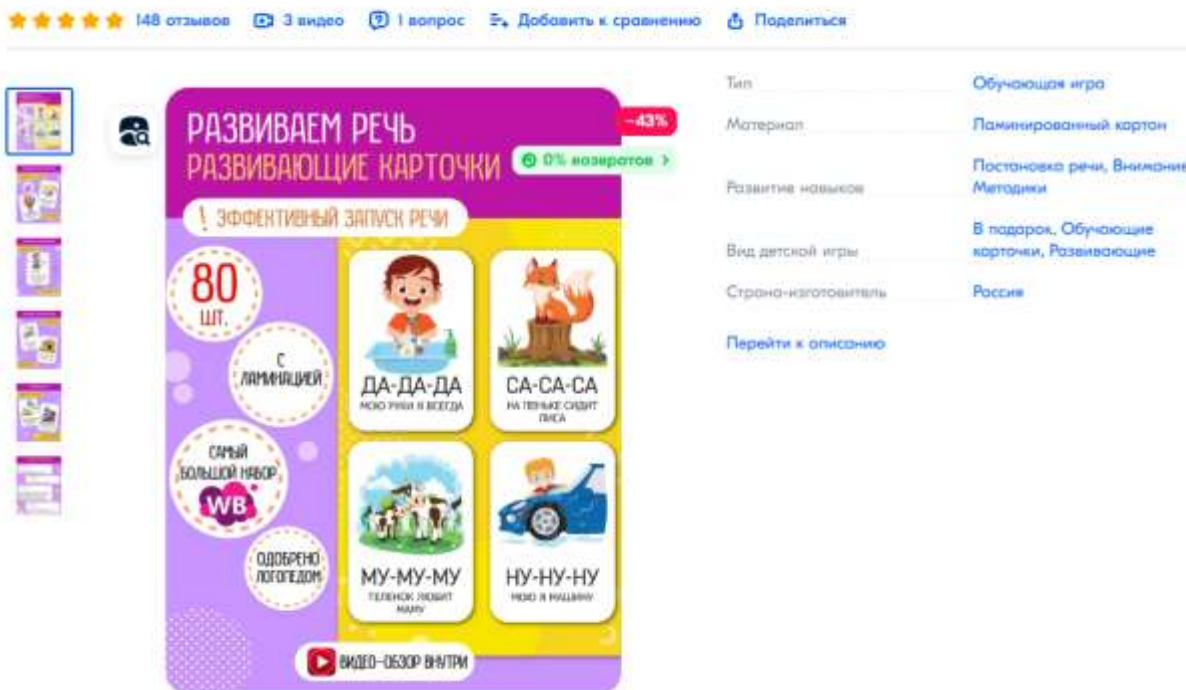 148 отзывов 3 видео 1 вопрос Добавить к сравнению Поделиться
РАЗВИВАЕМ РЕЧЬ
РАЗВИВАЮЩИЕ КАРТОЧКИ
-43%
0% возвратов >
! ЭФФЕКТИВНЫЙ ЗАПУСК РЕЧИ
80
ШТ.
С
ЛАМИНАЦИЕЙ
САМЫЙ
БОЛЬШОЙ НАБОР
WB
ОДОБРЕНО
ЛОГОПЕДОМ
ДА-ДА-ДА
МОЮ РУКИ Я ВСЕГДА
СА-СА-СА
НА ПЕНЬКЕ СИДИТ
ЛИСА
МУ-МУ-МУ
ТЕЛЕНОК ЛЮБИТ
МАМУ
НУ-НУ-НУ
МОЮ Я МАШИНУ
ВИДЕО-ОБЗОР ВНУТРИ
Тип Обучающая игра
Материал Ламинированный картон
Развитие навыков Постановка речи, Внимание
Методики
Вид детской игры В подарок, Обучающие
карточки, Развивающие
Страна-изготовитель Россия
Перейти к описанию